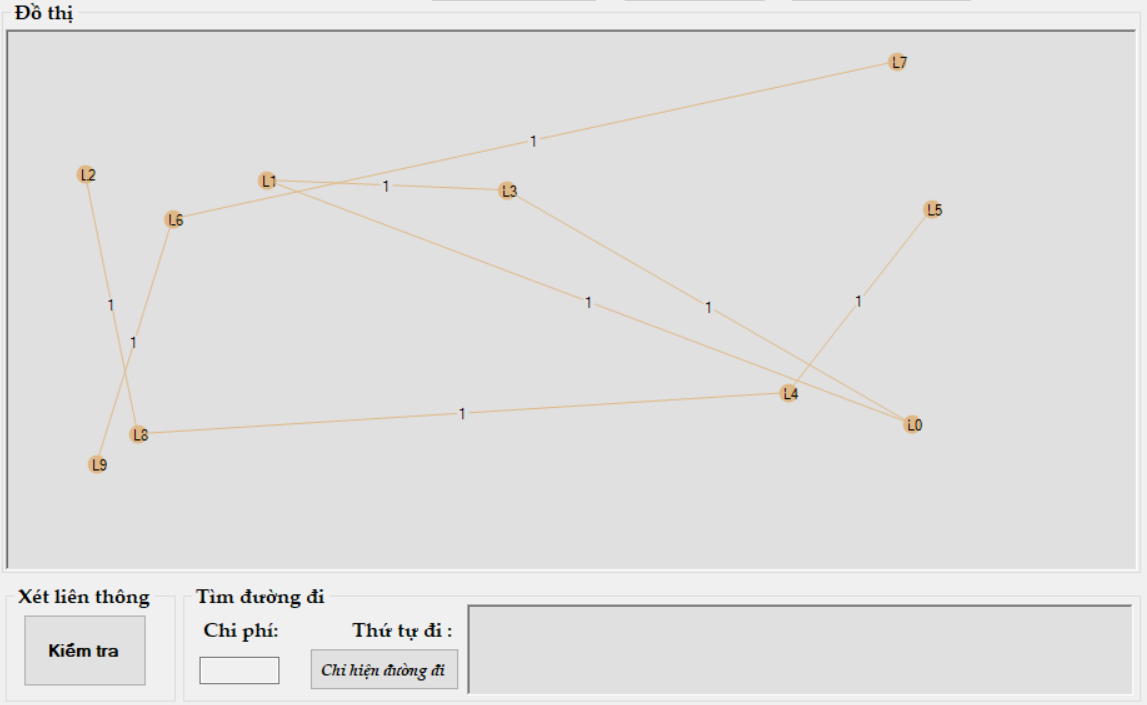 Đồ thị
L7
1
L2
L1
1
L3
L6
L5
1
1
1
1
1
L4
1
L0
L8
L9
Xét liên thông
Kiểm tra
Tìm đường đi
Chi phí:
Thứ tự đi :
Chỉ hiện đường đi